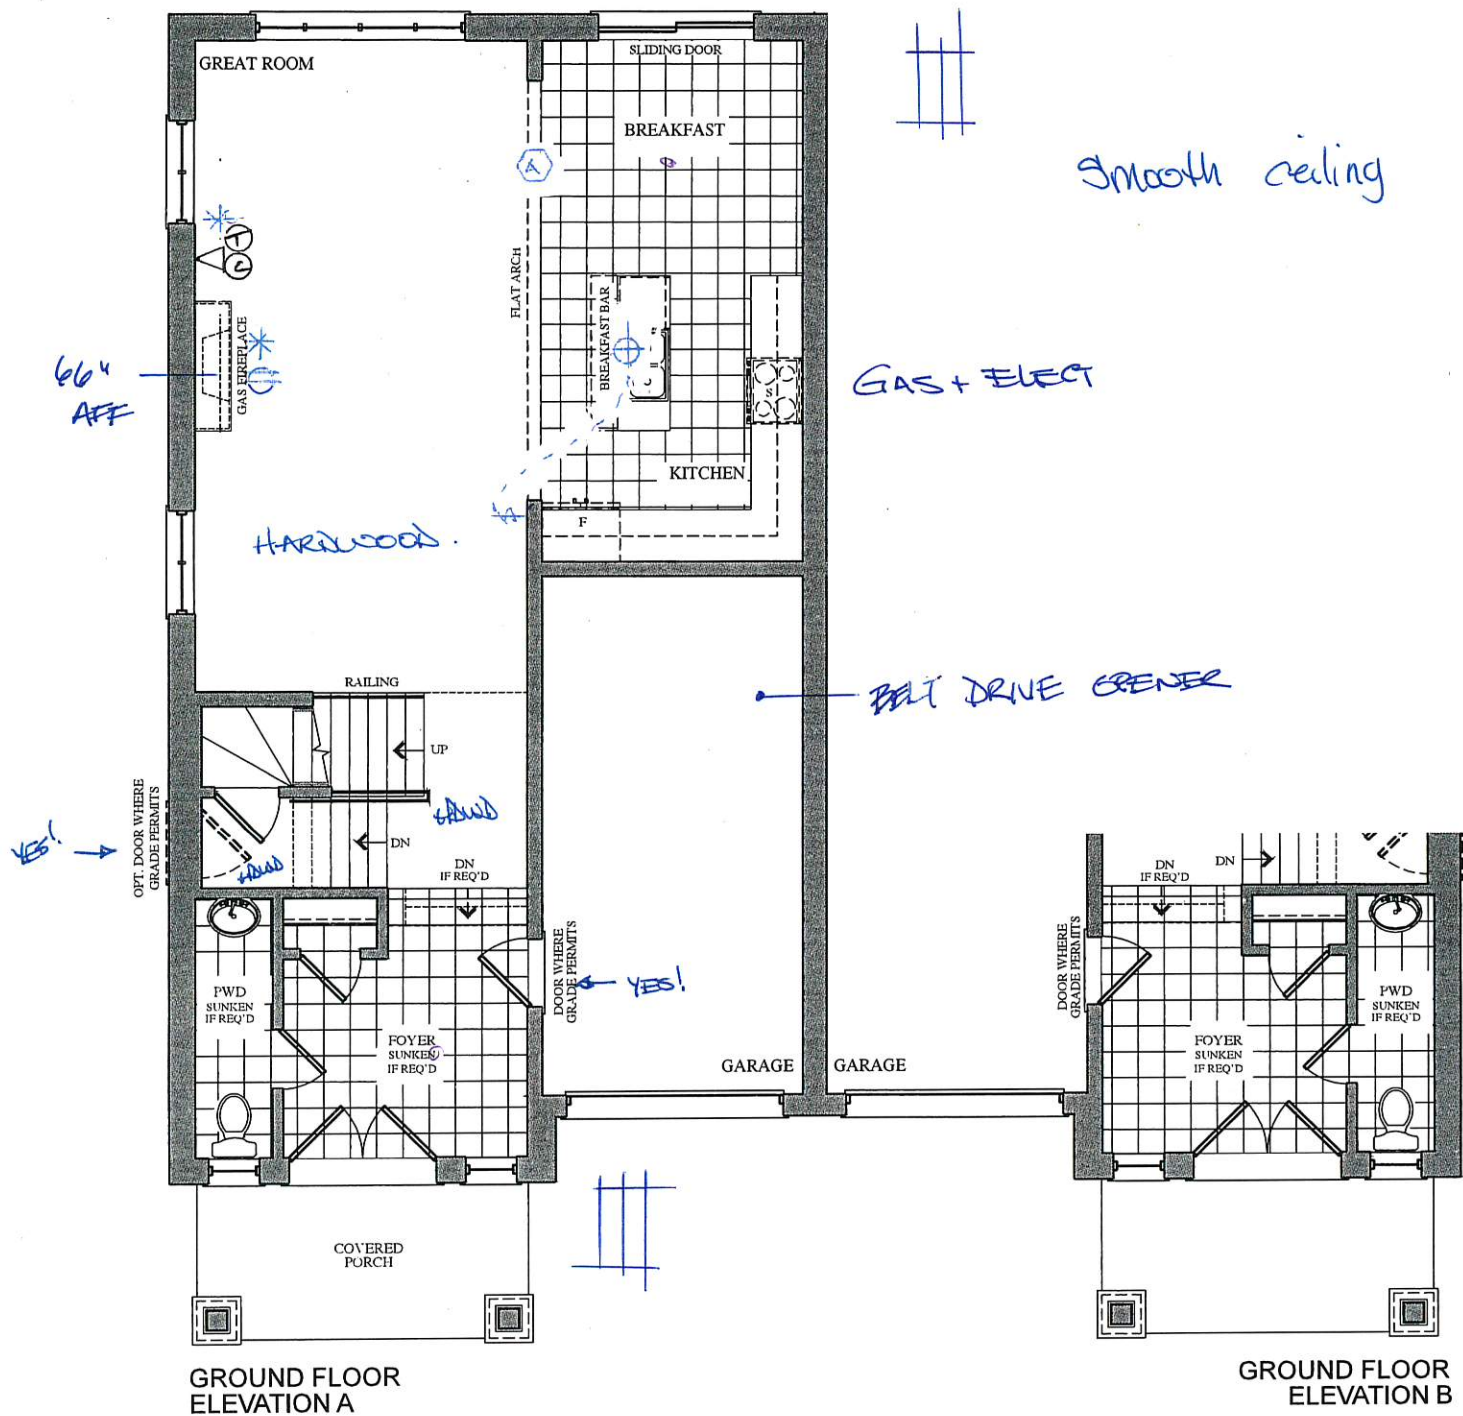 SLIDING DOOR
GREAT ROOM
BREAKFAST
Smooth ceiling
A
FLAT ARCH
T
C
BREAKFAST BAR
GAS FIREPLACE
66"
AFF
GAS + ELECT
S
KITCHEN
F
HARDWOOD.
RAILING
BELT DRIVE OPENER
UP
OPT. DOOR WHERE
GRADE PERMITS
YES!
HDWD
DN
HDWD
DN
IF REQ'D
DN
IF REQ'D
DN
DOOR WHERE
GRADE PERMITS
YES!
DOOR WHERE
GRADE PERMITS
PWD
SUNKEN
IF REQ'D
PWD
SUNKEN
IF REQ'D
FOYER
SUNKEN
IF REQ'D
FOYER
SUNKEN
IF REQ'D
GARAGE
GARAGE
COVERED
PORCH
GROUND FLOOR
ELEVATION A
GROUND FLOOR
ELEVATION B